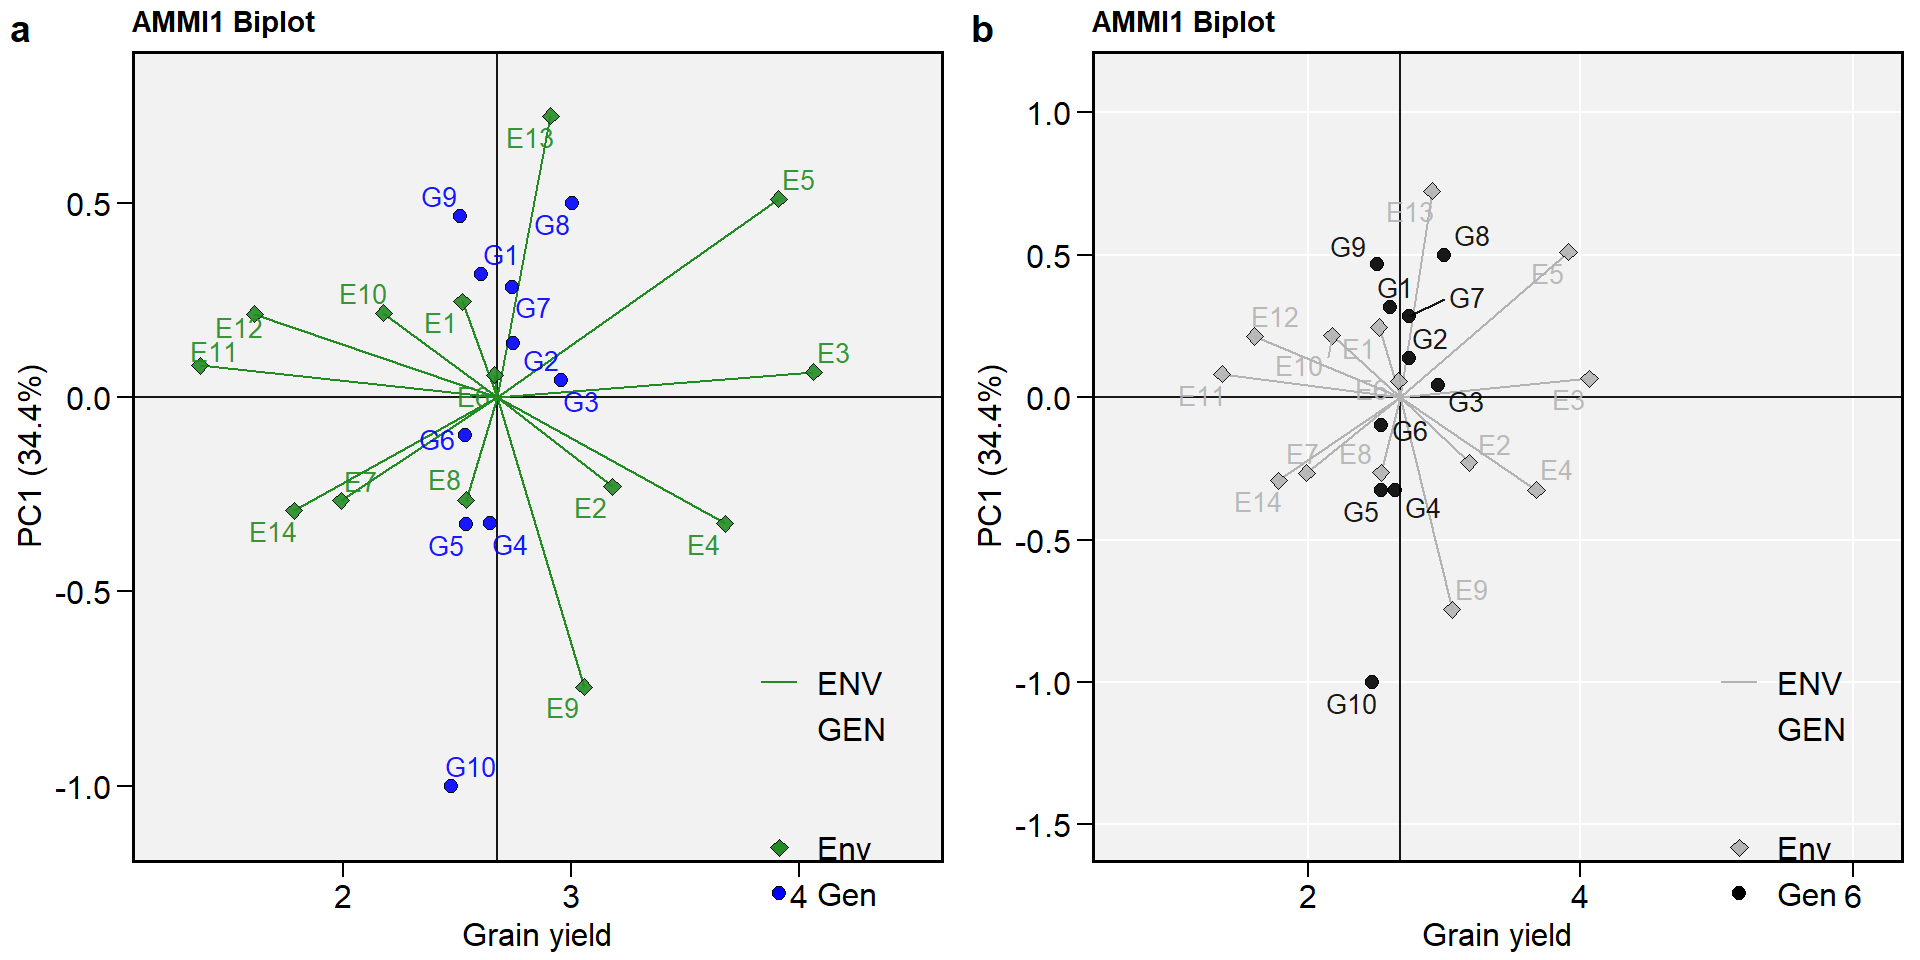 a
AMMI1 Biplot
E13
E5
G9
G8
G1
E10
G7
E12
E1
E11
G2
E3
E6
G3
G6
E7
E8
E14
E2
G5
G4
E4
E9
G10
0.5
0.0
-0.5
-1.0
PC1 (34.4%)
ENV
GEN
Env
Gen
2
3
4
Grain yield
b
AMMI1 Biplot
E13
G9
G8
E5
G1
G7
E12
G2
E1
E10
E6
E11
G3
E3
G6
E2
E7
E8
E4
E14
G5
G4
E9
G10
1.0
0.5
0.0
-0.5
-1.0
-1.5
PC1 (34.4%)
ENV
GEN
Env
Gen
2
4
6
Grain yield